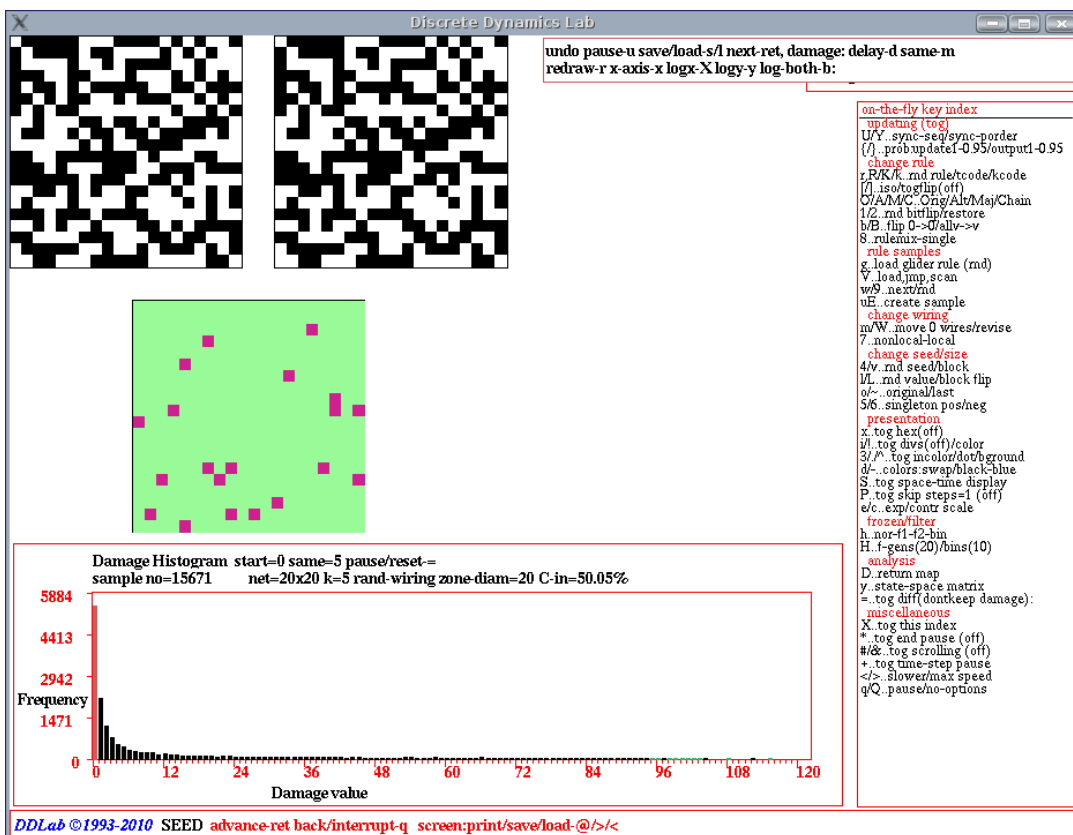 Discrete Dynamics Lab
undo pause-u save/load-s/l next-ret, damage: delay-d same-m
redraw-r x-axis-x logx-X logy-y log-both-b:
on-the-fly key index
updating (tog)
U/Y..sync-seq/sync-porder
{/}..prob:update1-0.95/output1-0.95
change rule
r,R/K/k..rnd rule/tcode/kcode
[/]..iso/togflip(off)
O/A/M/C..Orig/Alt/Maj/Chain
1/2..rnd bitflip/restore
b/B..flip 0->0/allv->v
8..rulemix-single
rule samples
g..load glider rule (rnd)
V..load,jmp,scan
w/9..next/rnd
uE..create sample
change wiring
m/W..move 0 wires/revise
7..nonlocal-local
change seed/size
4/v..rnd seed/block
l/L..rnd value/block flip
o/~..original/last
5/6..singleton pos/neg
presentation
x..tog hex(off)
i/!..tog divs(off)/color
3/./^..tog incolor/dot/bground
d/-..colors:swap/black-blue
S..tog space-time display
P..tog skip steps=1 (off)
e/c..exp/contr scale
frozen/filter
h..nor-f1-f2-bin
H..f-gens(20)/bins(10)
analysis
D..return map
y..state-space matrix
=..tog diff(dontkeep damage):
miscellaneous
X..tog this index
*..tog end pause (off)
#/&..tog scrolling (off)
+..tog time-step pause
</>..slower/max speed
q/Q..pause/no-options
Damage Histogram start=0 same=5 pause/reset-=
sample no=15671 net=20x20 k=5 rand-wiring zone-diam=20 C-in=50.05%
5884
4413
2942
Frequency
1471
0
0 12 24 36 48 60 72 84 96 108 120
Damage value
DDLab ©1993-2010 SEED advance-ret back/interrupt-q screen:print/save/load-@/>/<